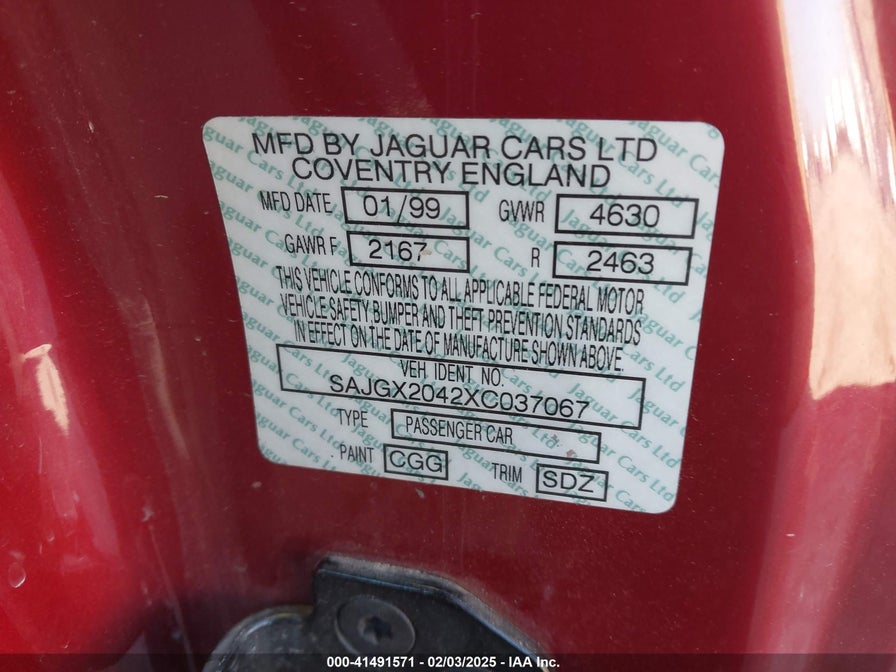 MFD BY JAGUAR CARS LTD
COVENTRY ENGLAND
MFD DATE 01/99 GVWR 4630
GAWR F 2167 R 2463
THIS VEHICLE CONFORMS TO ALL APPLICABLE FEDERAL MOTOR
VEHICLE SAFETY BUMPER AND THEFT PREVENTION STANDARDS
IN EFFECT ON THE DATE OF MANUFACTURE SHOWN ABOVE.
VEH IDENT NO.
SAJGX2042XC037067
TYPE PASSENGER CAR
PAINT CGG TRIM SDZ
000-41491571 - 02/03/2025 - IAA Inc.